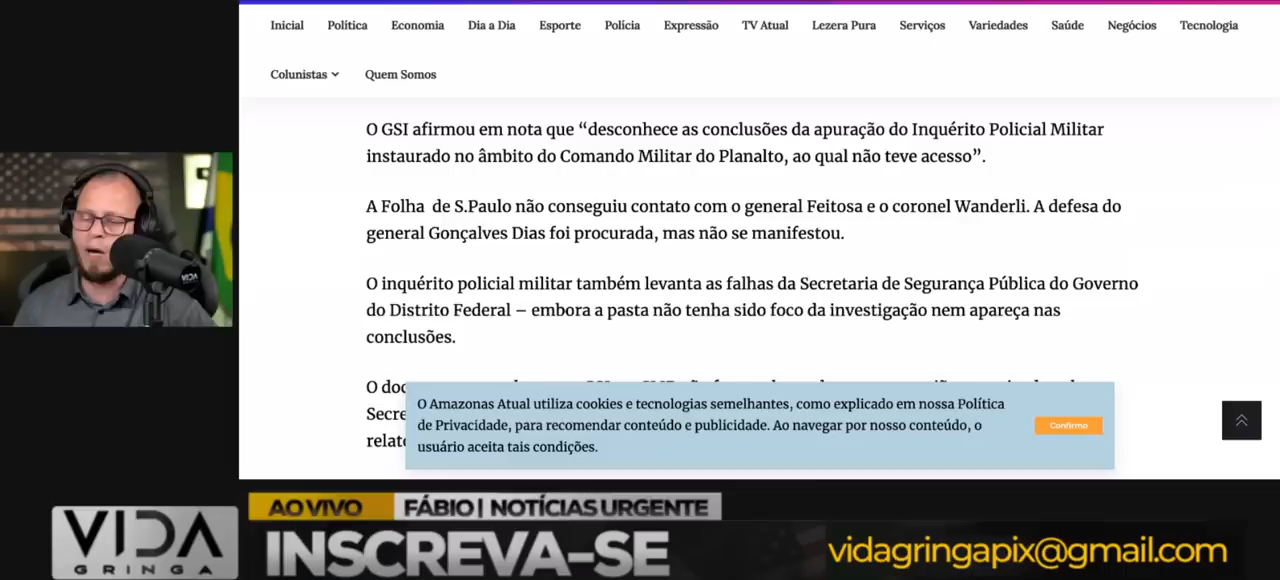 Inicial Política Economia Dia a Dia Esporte Polícia Expressão TV Atual Lezera Pura Serviços Variedades Saúde Negócios Tecnologia
Colunistas Quem Somos
O GSI afirmou em nota que “desconhece as conclusões da apuração do Inquérito Policial Militar
instaurado no âmbito do Comando Militar do Planalto, ao qual não teve acesso”.
A Folha de S.Paulo não conseguiu contato com o general Feitosa e o coronel Wanderli. A defesa do
general Gonçalves Dias foi procurada, mas não se manifestou.
O inquérito policial militar também levanta as falhas da Secretaria de Segurança Pública do Governo
do Distrito Federal – embora a pasta não tenha sido foco da investigação nem apareça nas
conclusões.
O
O Amazonas Atual utiliza cookies e tecnologias semelhantes, como explicado em nossa Política
de Privacidade, para recomendar conteúdo e publicidade. Ao navegar por nosso conteúdo, o
usuário aceita tais condições.
Confirmo
VIDA
AO VIVO FÁBIO | NOTÍCIAS URGENTE
VIDA
GRINGA
INSCREVA-SE
vidagringapix@gmail.com